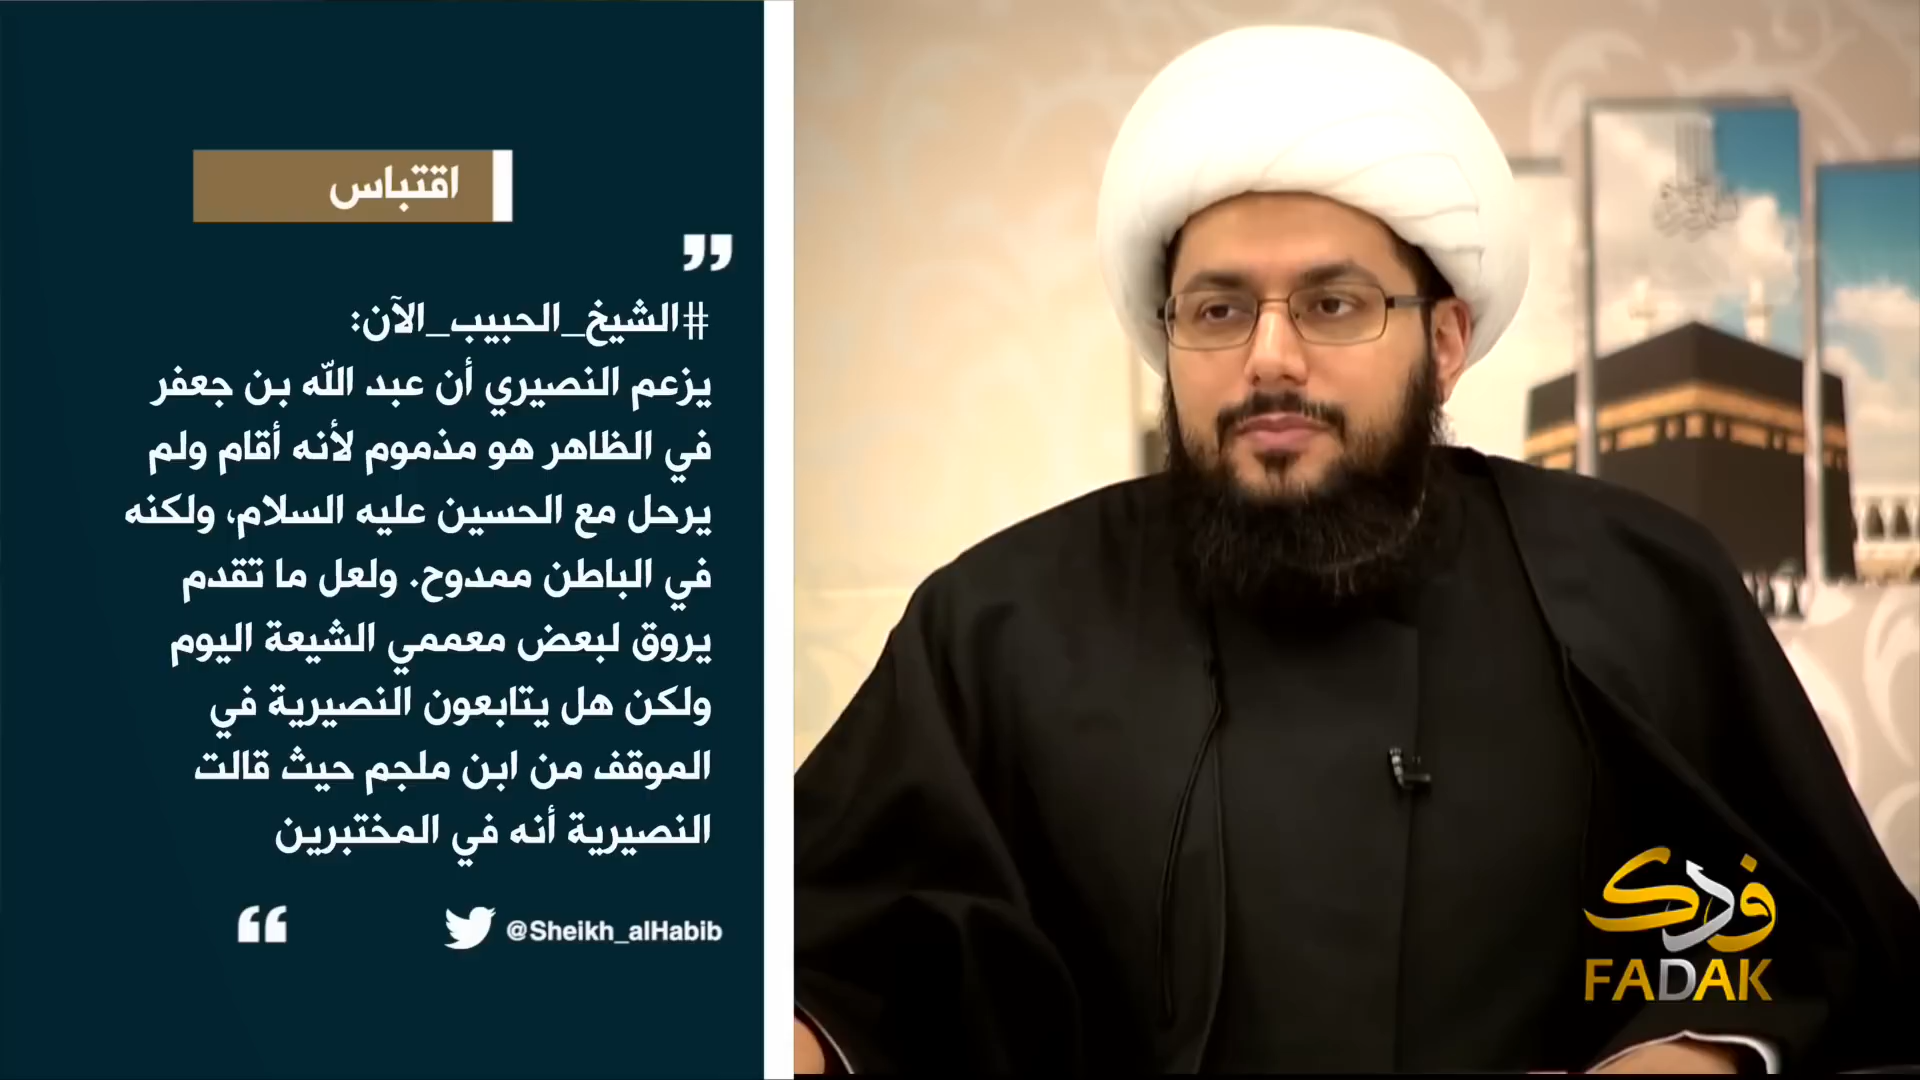 اقتباس
”
#الشيخ_الحبيب_الآن:
يزعم النصيري أن عبد الله بن جعفر
في الظاهر هو مذموم لأنه أقام ولم
يرحل مع الحسين عليه السلام، ولكنه
في الباطن ممدوح. ولعل ما تقدم
يروق لبعض معممي الشيعة اليوم
ولكن هل يتابعون النصيرية في
الموقف من ابن ملجم حيث قالت
النصيرية أنه في المختبرين
“
@Sheikh_alHabib
فدك
FADAK